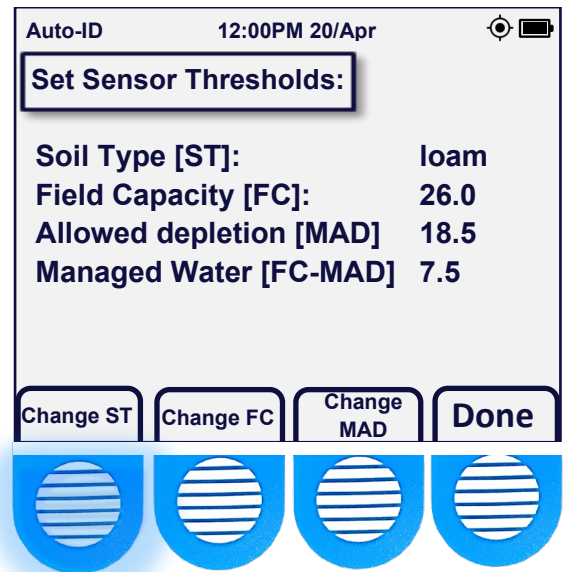 Auto-ID 12:00PM 20/Apr
Set Sensor Thresholds:
Soil Type [ST]: loam
Field Capacity [FC]: 26.0
Allowed depletion [MAD] 18.5
Managed Water [FC-MAD] 7.5
Change ST Change FC Change MAD Done